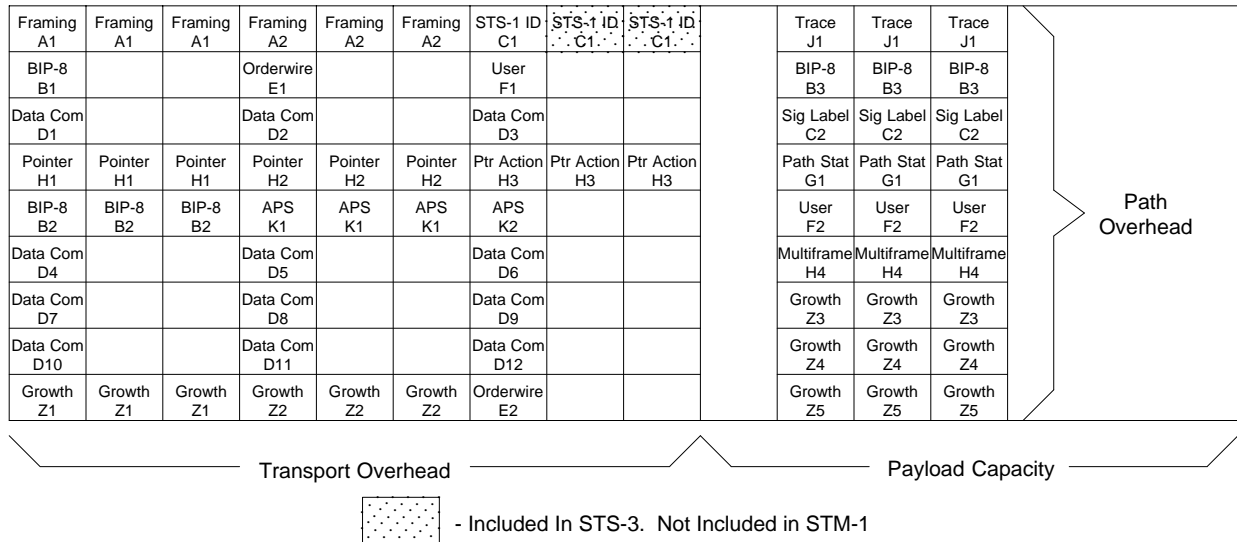 Framing Framing Framing Framing Framing Framing STS-1 ID STS-1 ID STS-1 ID Trace Trace Trace
A1 A1 A1 A2 A2 A2 C1 C1 C1 J1 J1 J1
BIP-8 Orderwire User BIP-8 BIP-8 BIP-8
B1 E1 F1 B3 B3 B3
Data Com Data Com Data Com Sig Label Sig Label Sig Label
D1 D2 D3 C2 C2 C2
Pointer Pointer Pointer Pointer Pointer Pointer Ptr Action Ptr Action Ptr Action Path Stat Path Stat Path Stat
H1 H1 H1 H2 H2 H2 H3 H3 H3 G1 G1 G1
BIP-8 BIP-8 BIP-8 APS APS APS APS User User User
B2 B2 B2 K1 K1 K1 K2 F2 F2 F2
Path
Overhead
Data Com Data Com Data Com Multiframe Multiframe Multiframe
D4 D5 D6 H4 H4 H4
Data Com Data Com Data Com Growth Growth Growth
D7 D8 D9 Z3 Z3 Z3
Data Com Data Com Data Com Growth Growth Growth
D10 D11 D12 Z4 Z4 Z4
Growth Growth Growth Growth Growth Growth Orderwire Growth Growth Growth
Z1 Z1 Z1 Z2 Z2 Z2 E2 Z5 Z5 Z5
Transport Overhead Payload Capacity
- Included In STS-3. Not Included in STM-1